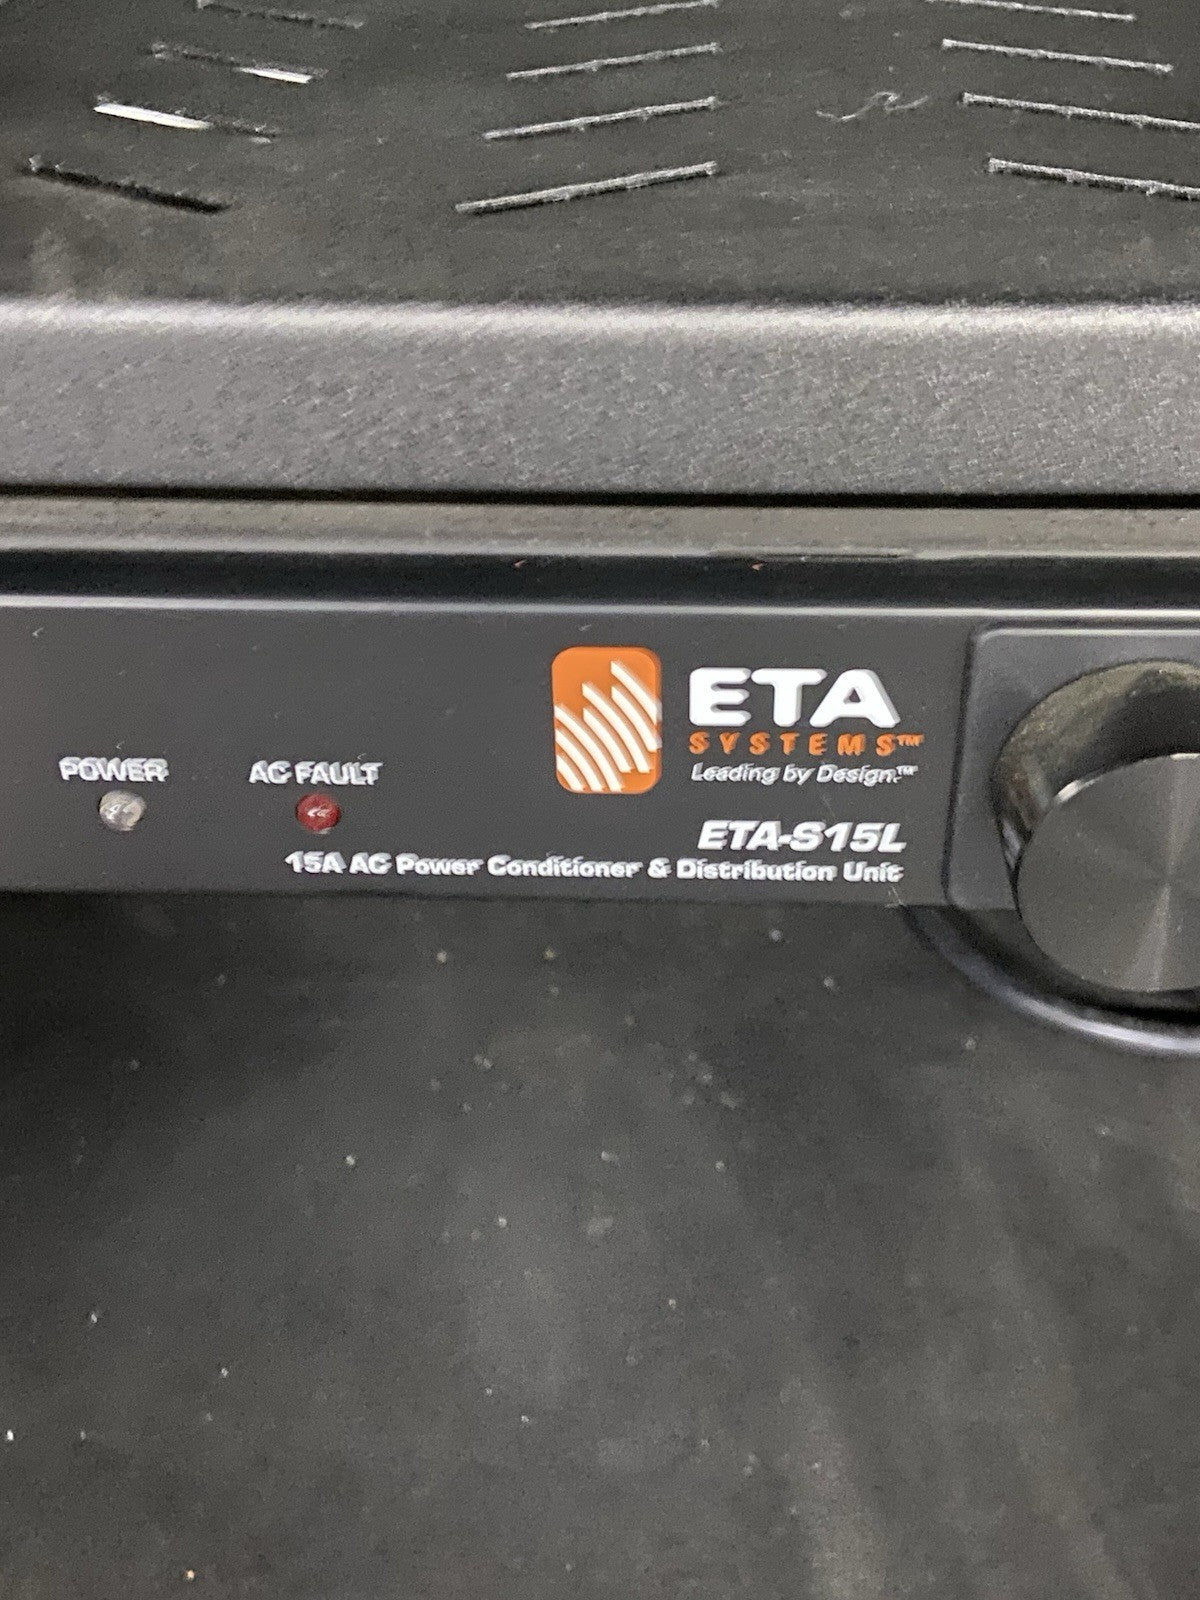 ETA
SYSTEMS™
Leading by Design.™
POWER
AC FAULT
ETA-S15L
15A AC Power Conditioner & Distribution Unit